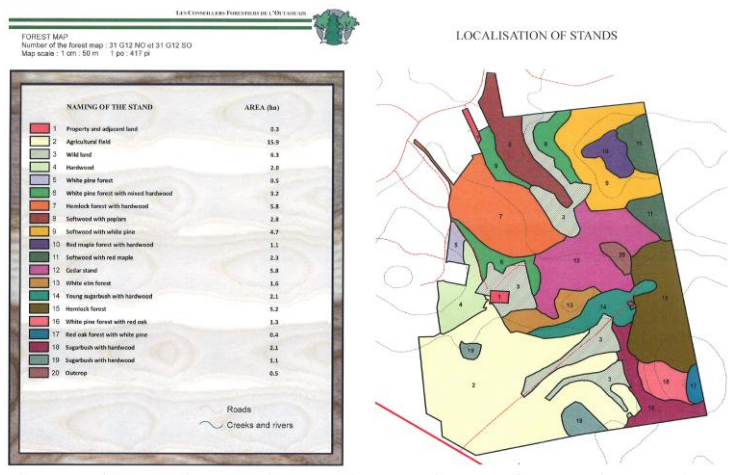 LES CONSEILLERS FORESTIERS DE L'OUTAOUAIS
FOREST MAP
Number of the forest map : 31 G12 NO et 31 G12 SO
Map scale : 1 cm : 50 m 1 po : 417 pi
NAMING OF THE STAND AREA (ha)
1 Property and adjacent land 0.3
2 Agricultural field 15.9
3 Wild land 6.3
4 Hardwood 2.0
5 White pine forest 0.5
6 White pine forest with mixed hardwood 3.2
7 Hemlock forest with hardwood 5.8
8 Softwood with poplars 2.8
9 Softwood with white pine 4.7
10 Red maple forest with hardwood 1.1
11 Softwood with red maple 2.3
12 Cedar stand 5.8
13 White elm forest 1.6
14 Young sugarbush with hardwood 2.1
15 Hemlock forest 5.2
16 White pine forest with red oak 1.3
17 Red oak forest with white pine 0.4
18 Sugarbush with hardwood 2.1
19 Sugarbush with hardwood 1.1
20 Outcrop 0.5
Roads
Creeks and rivers
LOCALISATION OF STANDS
8
6
6
10
11
9
3
7
11
5
6
12
20
3
1
13
14
15
4
3
19
2
3
16
17
18
19